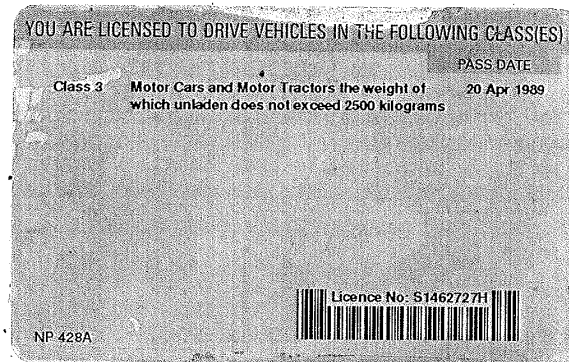 YOU ARE LICENSED TO DRIVE VEHICLES IN THE FOLLOWING CLASS(ES)
PASS DATE
Class 3 Motor Cars and Motor Tractors the weight of 20 Apr 1989
which unladen does not exceed 2500 kilograms
Licence No: S1462727H
NP 428A